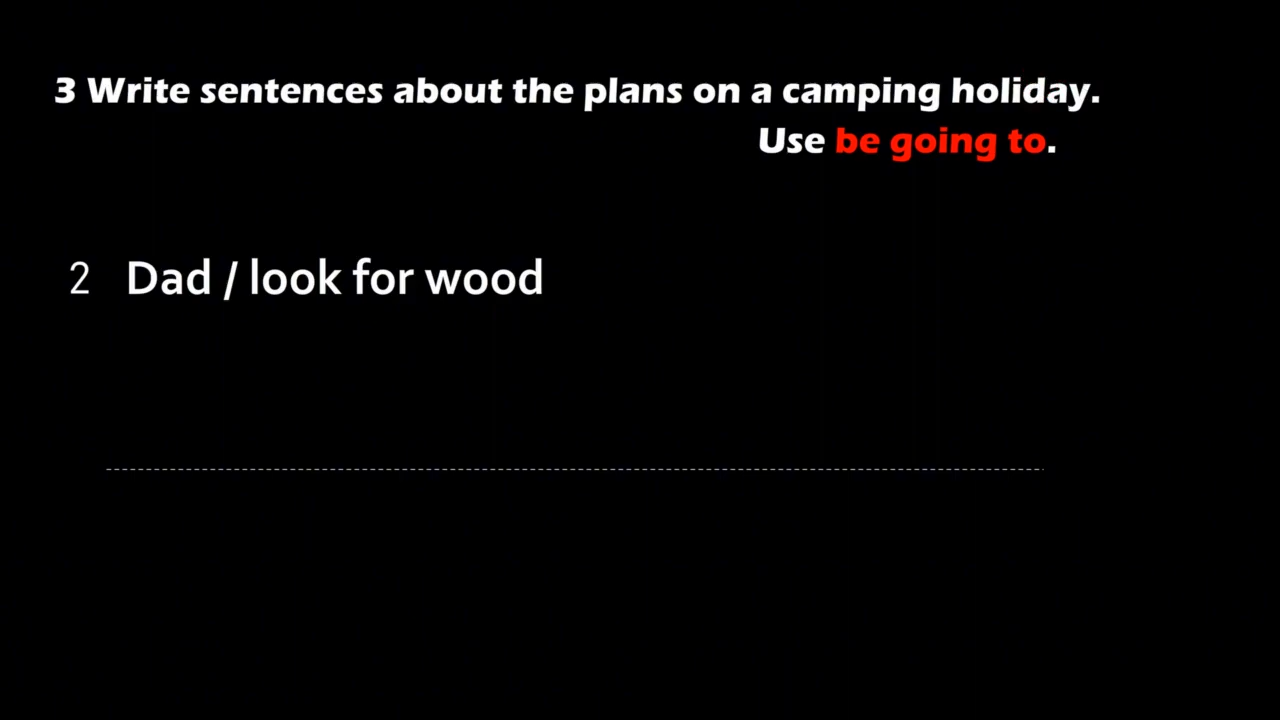 3 Write sentences about the plans on a camping holiday.
Use be going to.
2 Dad / look for wood